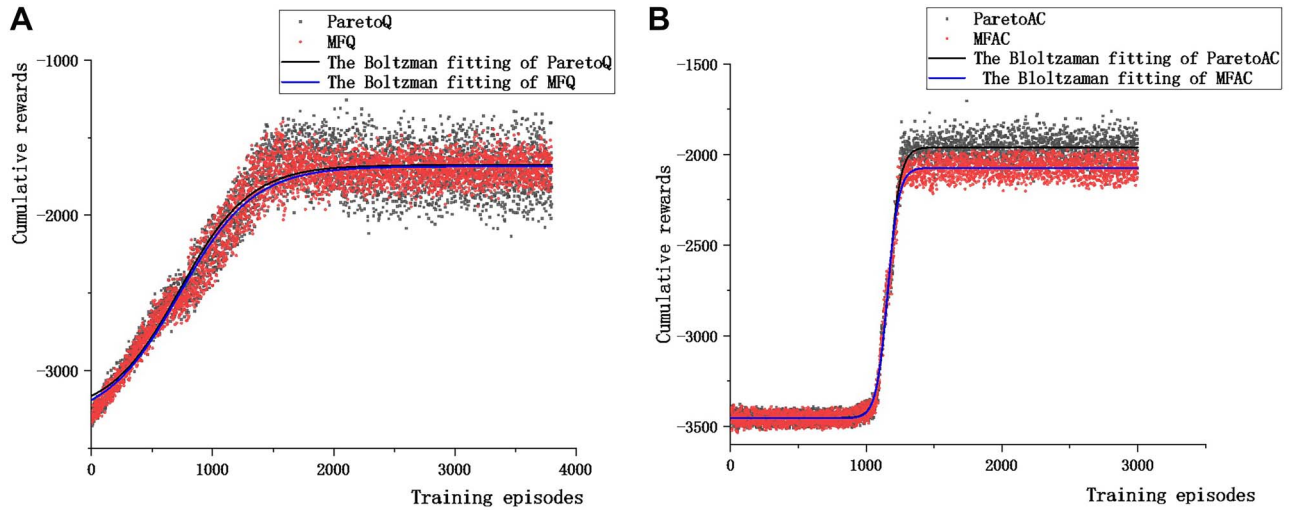 A
ParetoQ
MFQ
The Boltzman fitting of ParetoQ
The Boltzman fitting of MFQ
Cumulative rewards
-1000
-2000
-3000
0 1000 2000 3000 4000
Training episodes
B
ParetoAC
MFAC
The Bloltzaman fitting of ParetoAC
The Bloltzaman fitting of MFAC
Cumulative rewards
-1500
-2000
-2500
-3000
-3500
0 1000 2000 3000
Training episodes